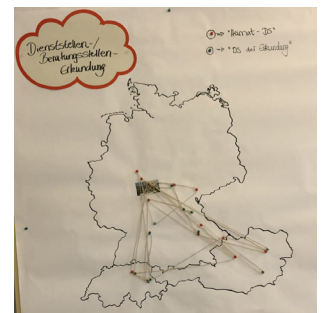 Dienststellen-/
Beratungsstellen-
Erkundung
→ "Heimat-DS"
→ "DS der Erkundung"